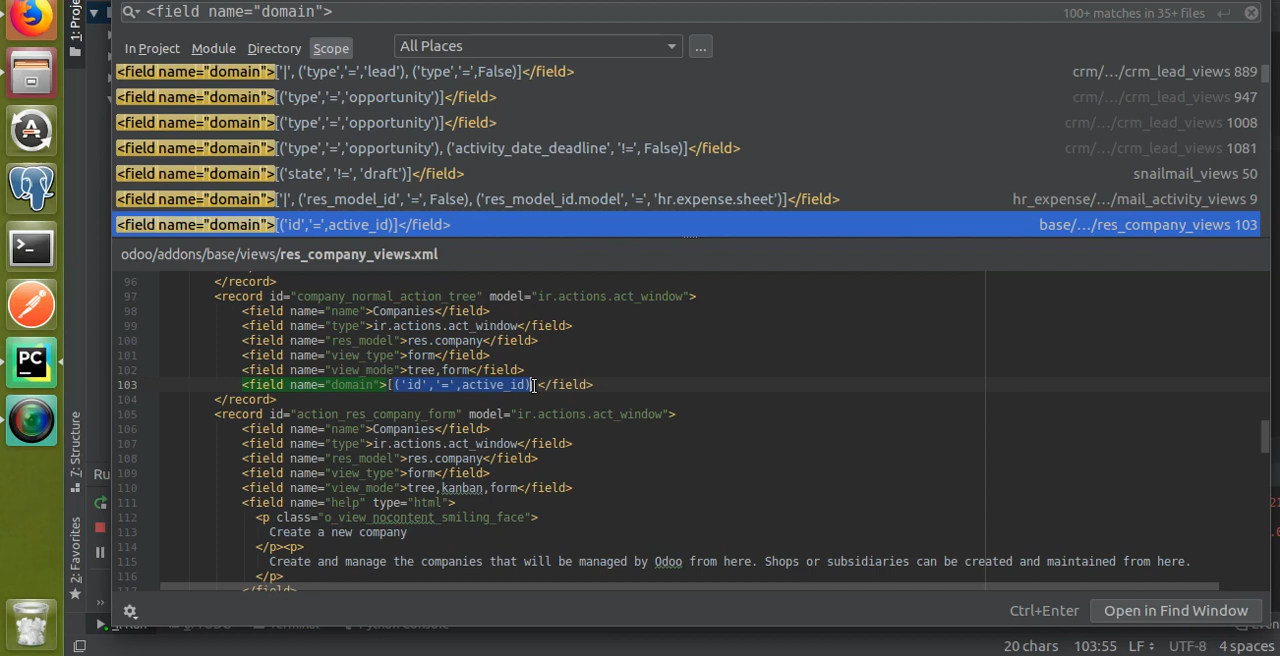 <field name="domain">
100+ matches in 35+ files
In Project Module Directory Scope All Places ...
<field name="domain">['|', ('type','=','lead'), ('type','=',False)]</field> crm/.../crm_lead_views 889
<field name="domain">[('type','=','opportunity')]</field> crm/.../crm_lead_views 947
<field name="domain">[('type','=','opportunity')]</field> crm/.../crm_lead_views 1008
<field name="domain">[('type','=','opportunity'), ('activity_date_deadline', '!=', False)]</field> crm/.../crm_lead_views 1081
<field name="domain">[('state', '!=', 'draft')]</field> snailmail_views 50
<field name="domain">['|', ('res_model_id', '=', False), ('res_model_id.model', '=', 'hr.expense.sheet')]</field> hr_expense/.../mail_activity_views 9
<field name="domain">[('id','=',active_id)]</field> base/.../res_company_views 103
odoo/addons/base/views/res_company_views.xml
96 </record>
97 <record id="company_normal_action_tree" model="ir.actions.act_window">
98 <field name="name">Companies</field>
99 <field name="type">ir.actions.act_window</field>
100 <field name="res_model">res.company</field>
101 <field name="view_type">form</field>
102 <field name="view_mode">tree,form</field>
103 <field name="domain">[('id','=',active_id)]</field>
104 </record>
105 <record id="action_res_company_form" model="ir.actions.act_window">
106 <field name="name">Companies</field>
107 <field name="type">ir.actions.act_window</field>
108 <field name="res_model">res.company</field>
109 <field name="view_type">form</field>
110 <field name="view_mode">tree,kanban,form</field>
111 <field name="help" type="html">
112 <p class="o_view_nocontent_smiling_face">
113 Create a new company
114 </p><p>
115 Create and manage the companies that will be managed by Odoo from here. Shops or subsidiaries can be created and maintained from here.
116 </p>
117 </field>
Ctrl+Enter Open in Find Window
20 chars 103:55 LF UTF-8 4 spaces
1: Proje
7: Structure
2: Favorites
Ru
PC